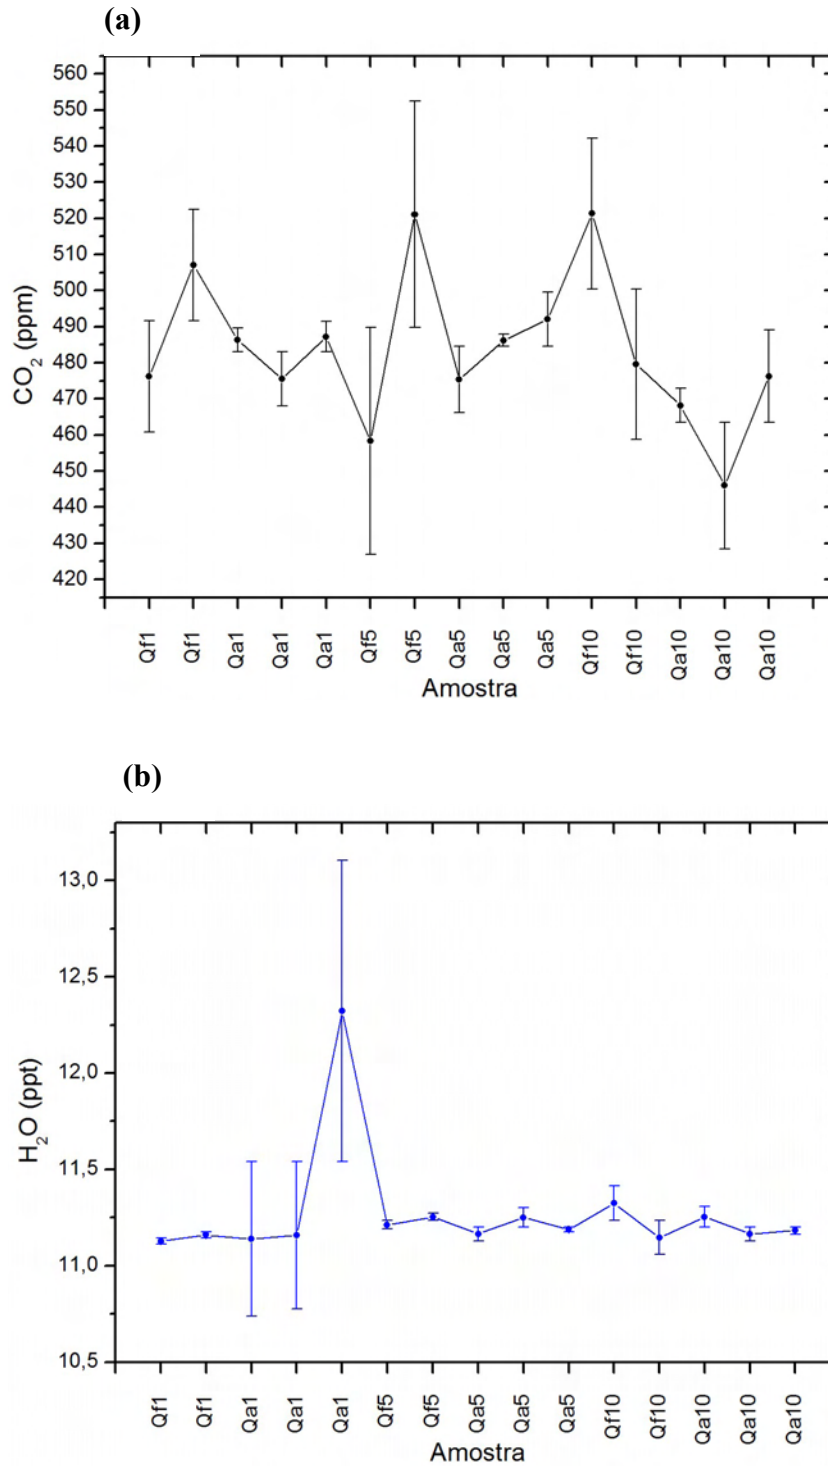 (a)
560
550
540
530
520
510
500
490
480
470
460
450
440
430
420
CO₂ (ppm)
Qf1 Qf1 Qa1 Qa1 Qa1 Qf5 Qf5 Qa5 Qa5 Qa5 Qf10 Qf10 Qa10 Qa10 Qa10
Amostra
(b)
13,0
12,5
12,0
11,5
11,0
10,5
H₂O (ppt)
Qf1 Qf1 Qa1 Qa1 Qa1 Qf5 Qf5 Qa5 Qa5 Qa5 Qf10 Qf10 Qa10 Qa10 Qa10
Amostra